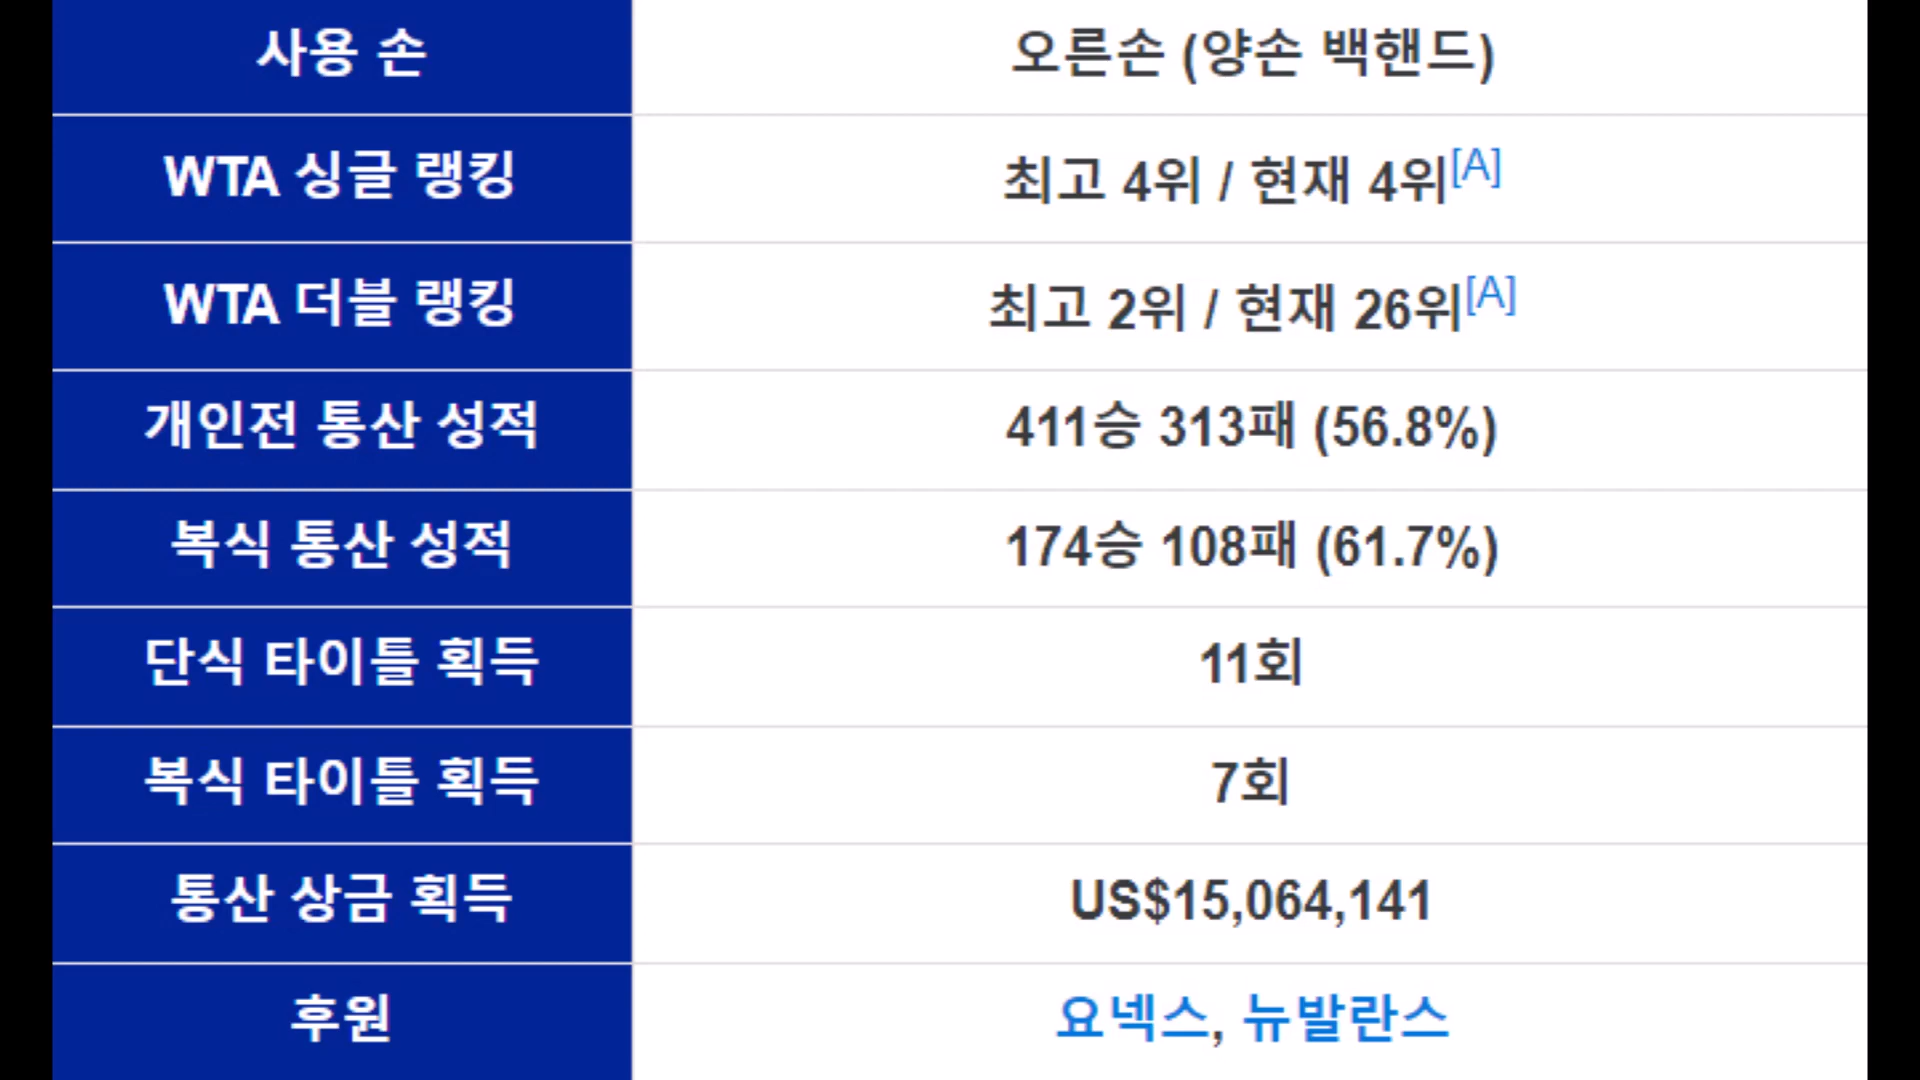 사용 손 오른손 (양손 백핸드)
WTA 싱글 랭킹 최고 4위 / 현재 4위[A]
WTA 더블 랭킹 최고 2위 / 현재 26위[A]
개인전 통산 성적 411승 313패 (56.8%)
복식 통산 성적 174승 108패 (61.7%)
단식 타이틀 획득 11회
복식 타이틀 획득 7회
통산 상금 획득 US$15,064,141
후원 요넥스, 뉴발란스